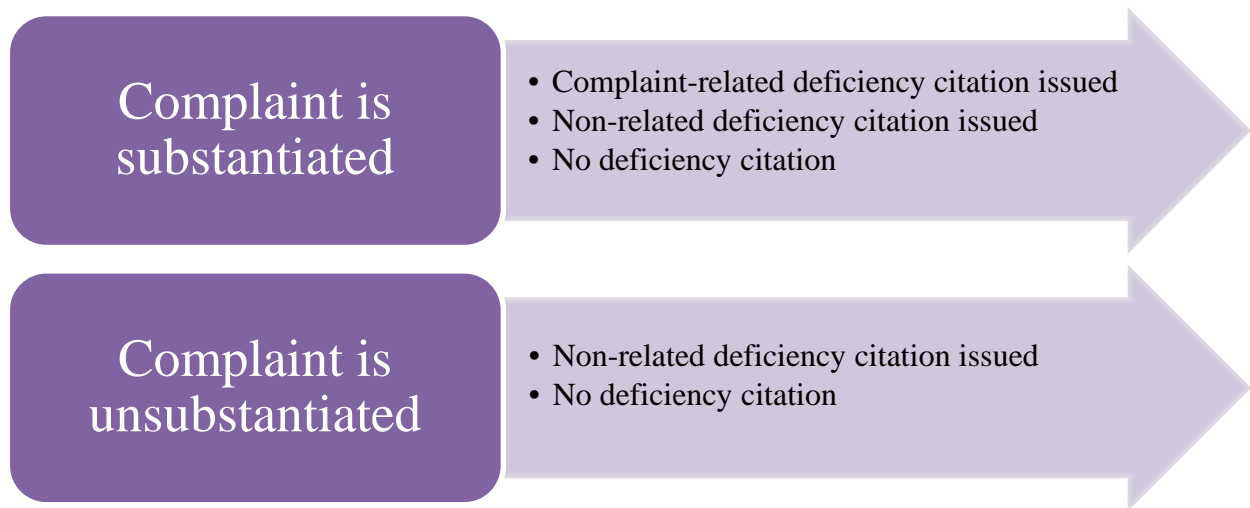 Complaint is
substantiated
• Complaint-related deficiency citation issued
• Non-related deficiency citation issued
• No deficiency citation
Complaint is
unsubstantiated
• Non-related deficiency citation issued
• No deficiency citation